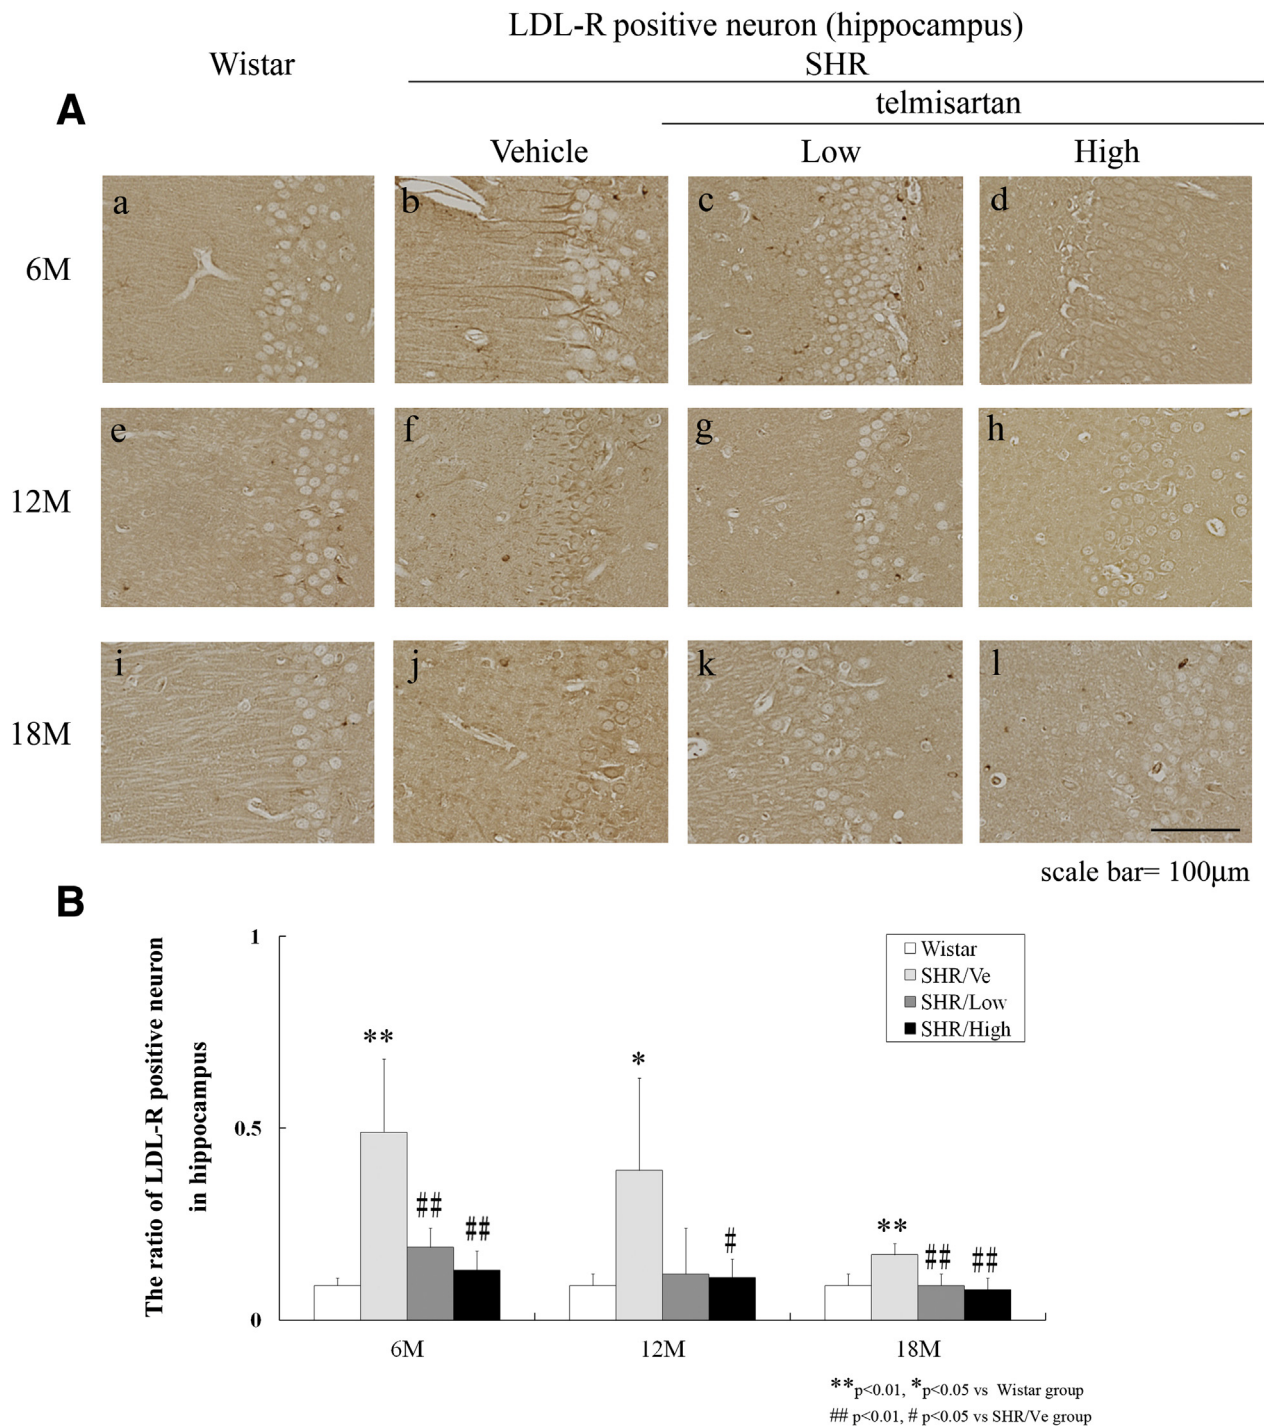 LDL-R positive neuron (hippocampus)
Wistar SHR
A telmisartan
Vehicle Low High
6M a b c d
12M e f g h
18M i j k l
scale bar= 100μm
B
The ratio of LDL-R positive neuron
in hippocampus
1
0.5
0
Wistar
SHR/Ve
SHR/Low
SHR/High
** ## ##
* #
** ## ##
6M 12M 18M
**p<0.01, *p<0.05 vs Wistar group
## p<0.01, # p<0.05 vs SHR/Ve group